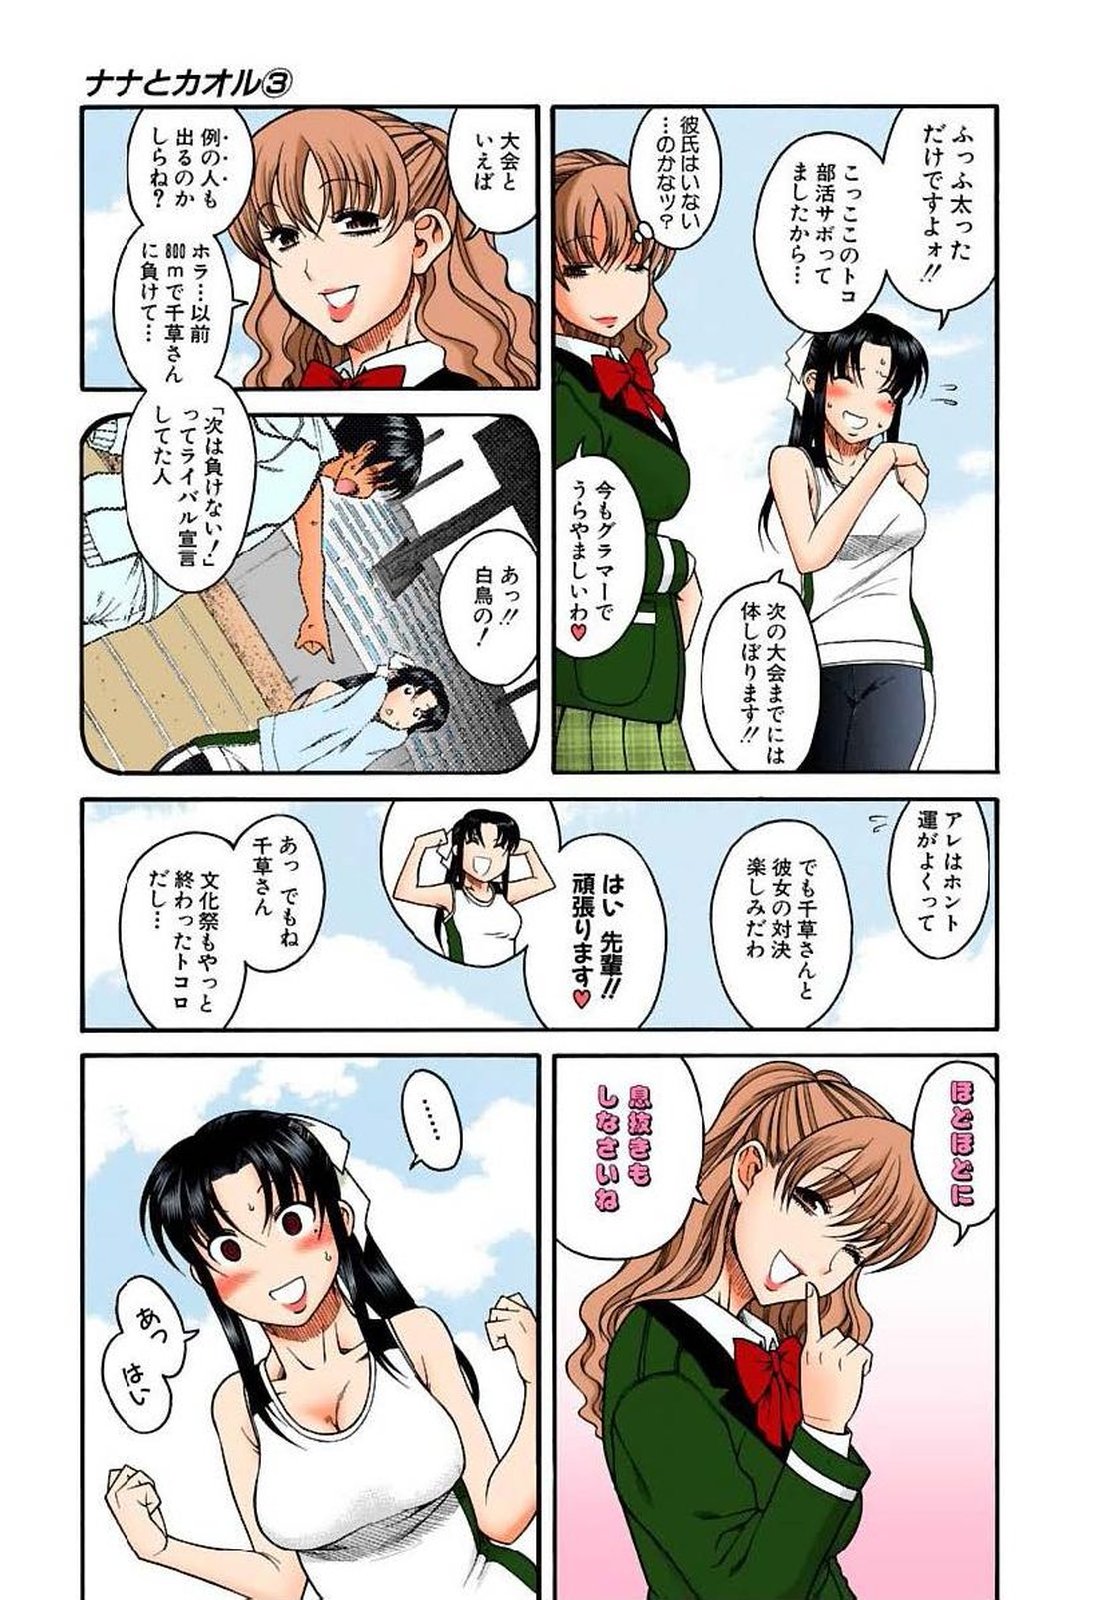 ナナとカオル③
ふっふ太った
だけですよォ!!
こっここのトコ
部活サボって
ましたから…
彼氏はいない
…のかなッ?
今もグラマーで
うらやましいわ♥
次の大会までには
体しぼります!!
大会と
いえば
例の人も
出るのか
しらね?
ホラ…以前
800mで千草さん
に負けて…
「次は負けない!」
ってライバル宣言
してた人
あっ!!
白鳥の!
アレはホント
運がよくって
でも千草さんと
彼女の対決
楽しみだわ
はい 先輩!!
頑張ります♥
あっ でもね
千草さん
文化祭もやっと
終わったトコロ
だし…
ほどほどに
息抜きも
しなさいね
……
あっ
はい